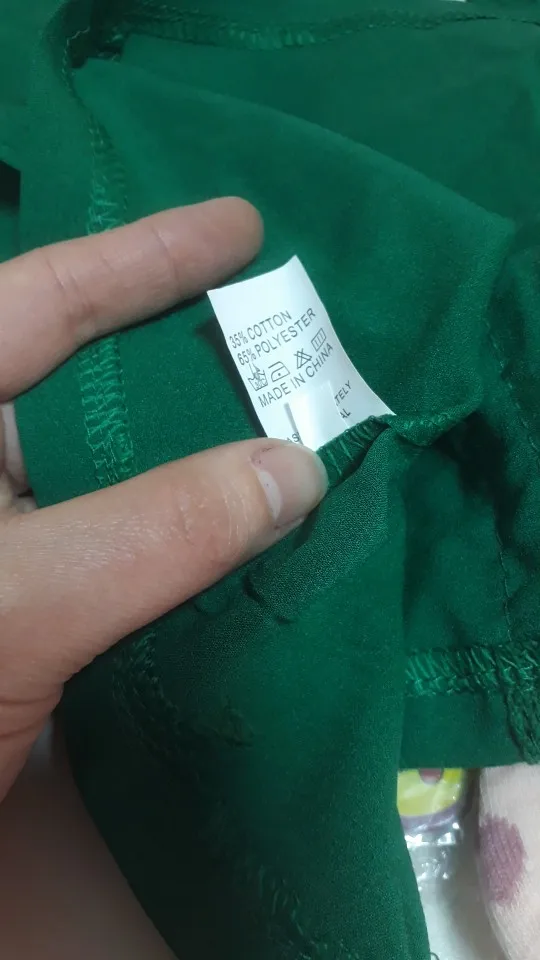 35% COTTON
65% POLYESTER
MADE IN CHINA